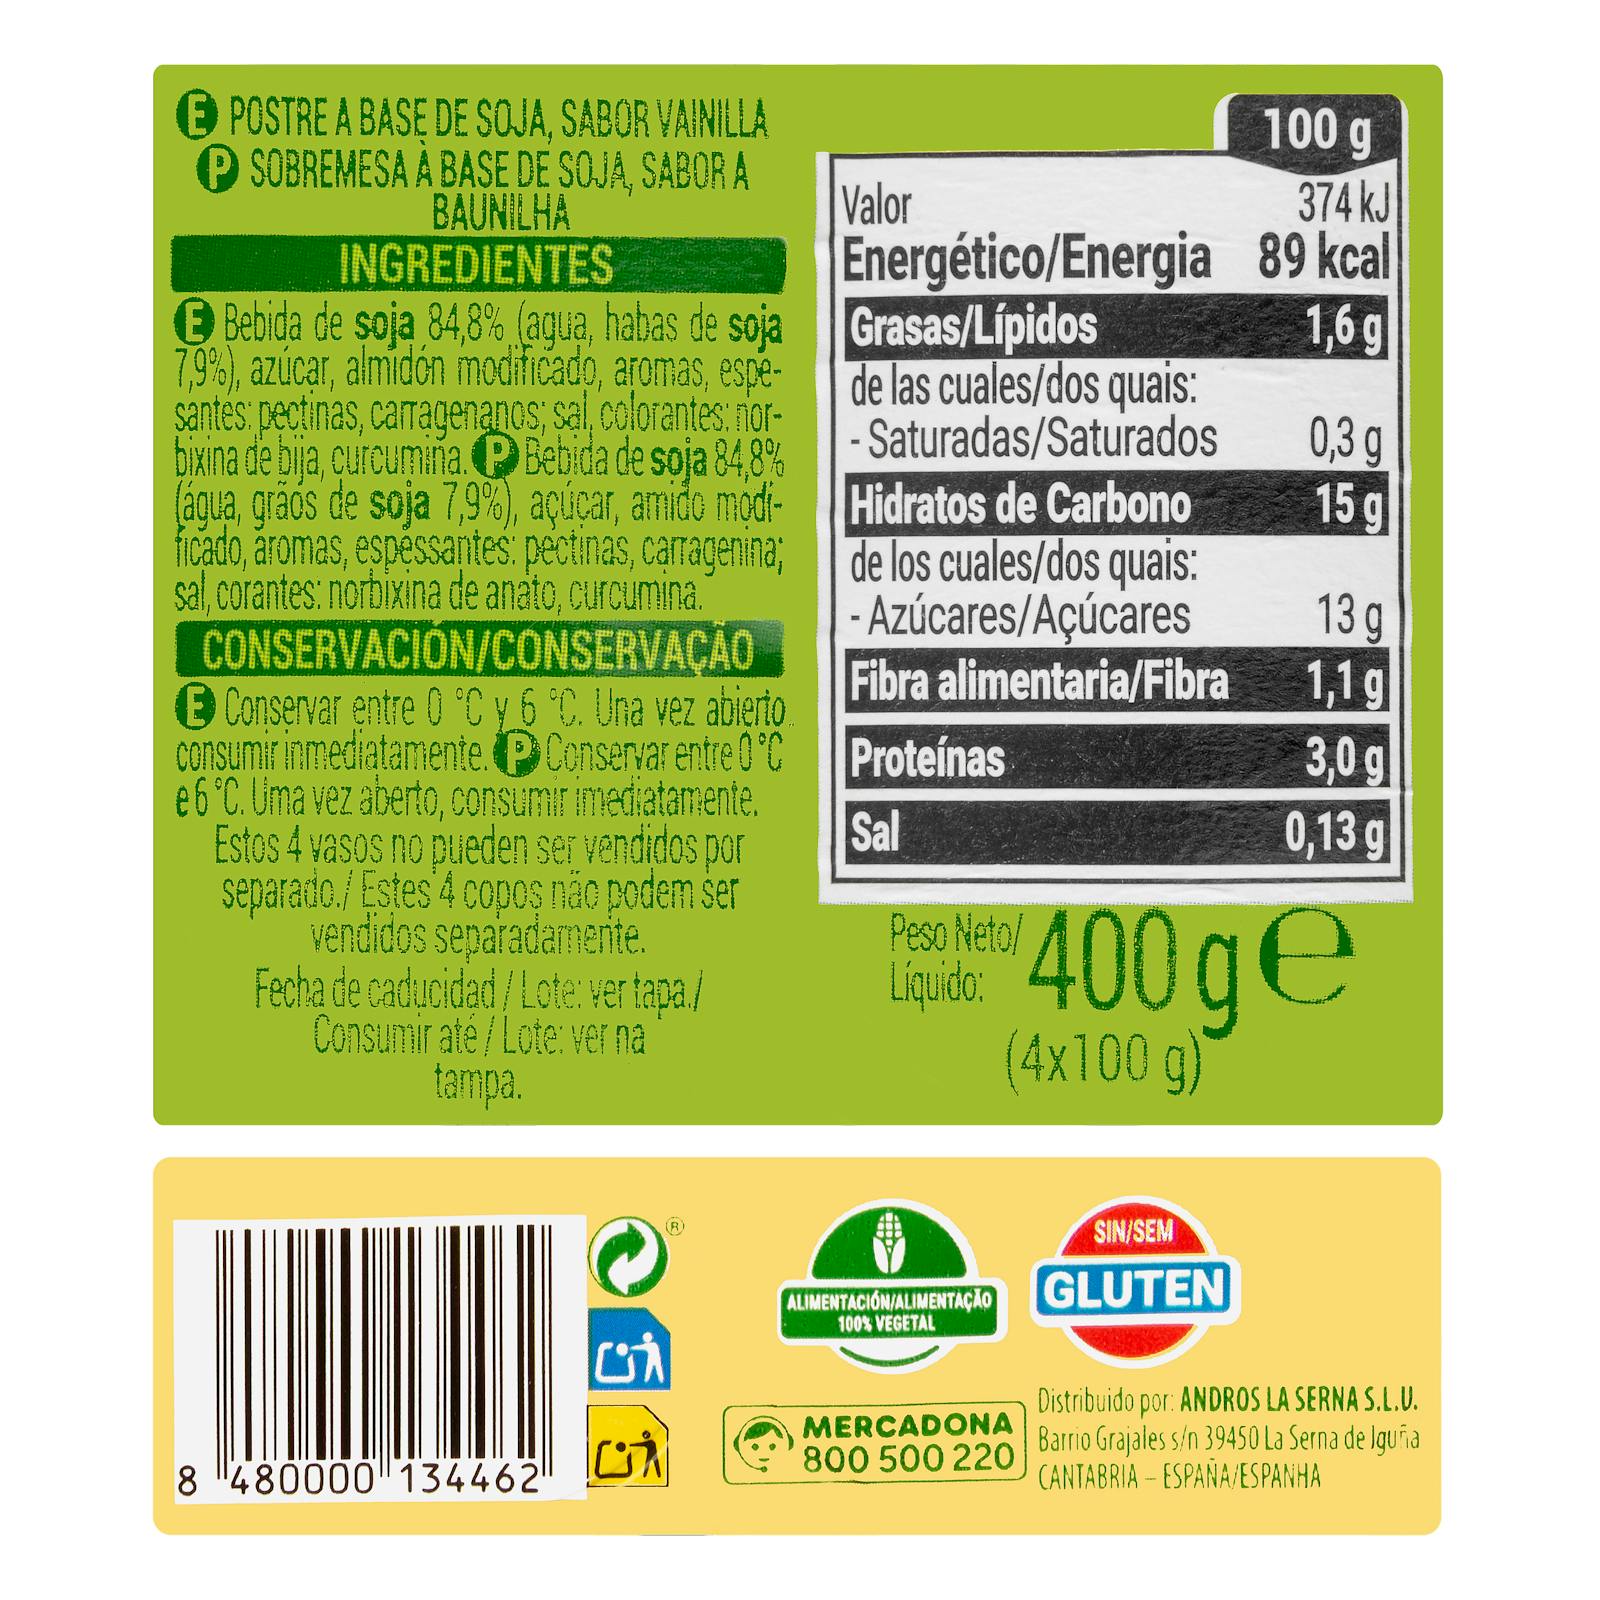 E POSTRE A BASE DE SOJA, SABOR VAINILLA
P SOBREMESA À BASE DE SOJA, SABOR A
BAUNILHA
INGREDIENTES
E Bebida de soja 84,8% (agua, habas de soja
7,9%), azúcar, almidón modificado, aromas, espe-
santes: pectinas, carragenanos; sal, colorantes: nor-
bixina de bija, curcumina. P Bebida de soja 84,8%
(água, grãos de soja 7,9%), açúcar, amido modi-
ficado, aromas, espessantes: pectinas, carragenina;
sal, corantes: norbixina de anato, curcumina.
CONSERVACIÓN/CONSERVAÇÃO
E Conservar entre 0 °C y 6 °C. Una vez abierto
consumir inmediatamente. P Conservar entre 0 °C
e 6 °C. Uma vez aberto, consumir imediatamente.
Estos 4 vasos no pueden ser vendidos por
separado./ Estes 4 copos não podem ser
vendidos separadamente.
Fecha de caducidad / Lote: ver tapa./
Consumir até / Lote: ver na
tampa.
100 g
Valor 374 kJ
Energético/Energia 89 kcal
Grasas/Lípidos 1,6 g
de las cuales/dos quais:
- Saturadas/Saturados 0,3 g
Hidratos de Carbono 15 g
de los cuales/dos quais:
- Azúcares/Açúcares 13 g
Fibra alimentaria/Fibra 1,1 g
Proteínas 3,0 g
Sal 0,13 g
Peso Neto/
Líquido: 400 g e
(4x100 g)
8 480000 134462
®
ALIMENTACIÓN/ALIMENTAÇÃO
100% VEGETAL
SIN/SEM
GLUTEN
MERCADONA
800 500 220
Distribuido por: ANDROS LA SERNA S.L.U.
Barrio Grajales s/n 39450 La Serna de Iguña
CANTABRIA – ESPAÑA/ESPANHA